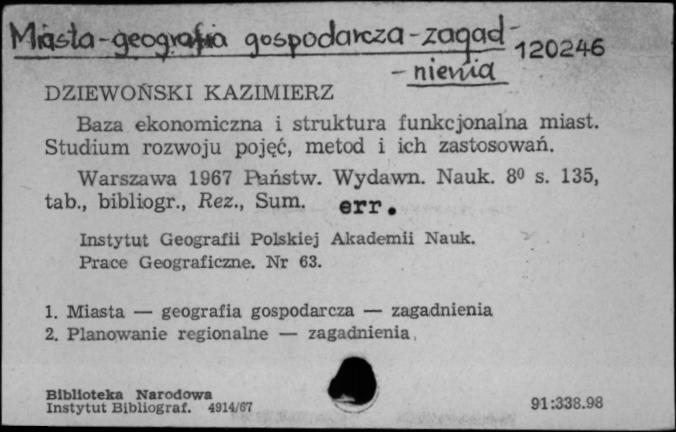 Miasta - geografia gospodarcza - zagad-
120246
- nienia
DZIEWOŃSKI KAZIMIERZ
Baza ekonomiczna i struktura funkcjonalna miast.
Studium rozwoju pojęć, metod i ich zastosowań.
Warszawa 1967 Państw. Wydawn. Nauk. 8⁰ s. 135,
tab., bibliogr., Rez., Sum. err.
Instytut Geografii Polskiej Akademii Nauk.
Prace Geograficzne. Nr 63.
1. Miasta — geografia gospodarcza — zagadnienia
2. Planowanie regionalne — zagadnienia.
Biblioteka Narodowa
Instytut Bibliograf. 4914/67
91:338.98